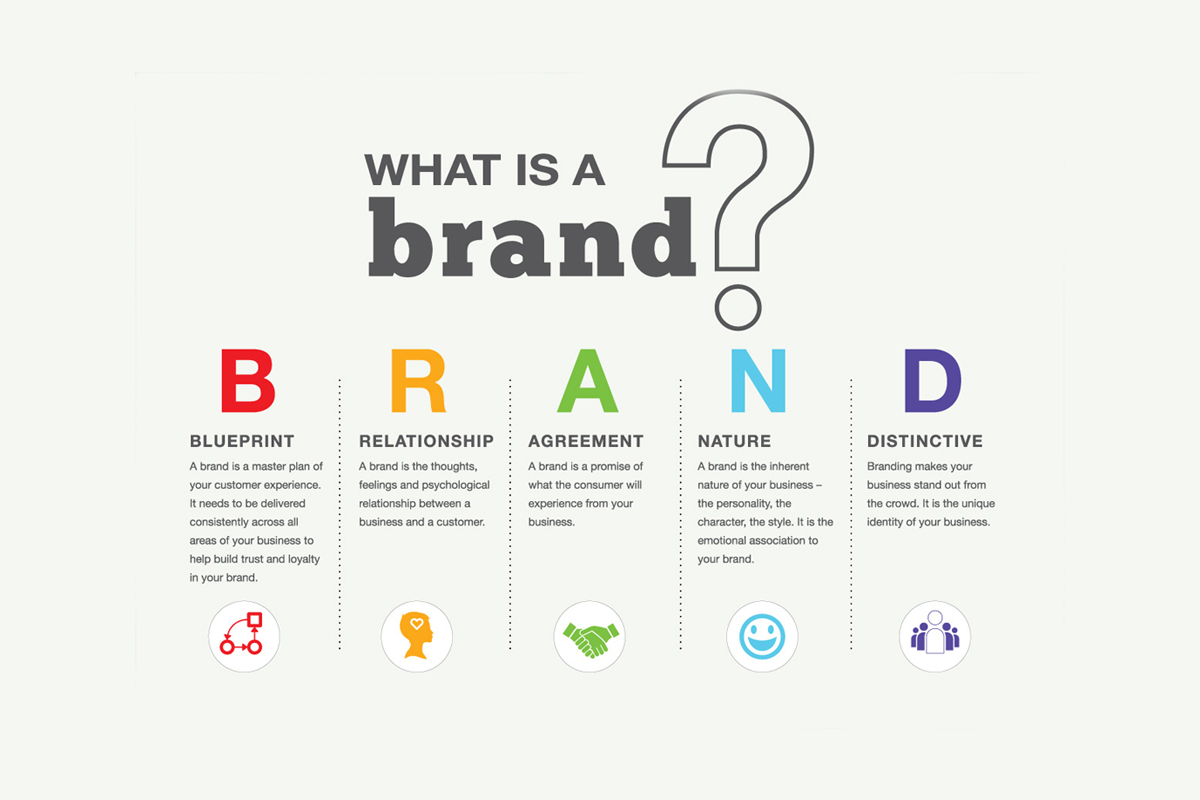 WHAT IS A
brand?
B
BLUEPRINT
A brand is a master plan of
your customer experience.
It needs to be delivered
consistently across all
areas of your business to
help build trust and loyalty
in your brand.
R
RELATIONSHIP
A brand is the thoughts,
feelings and psychological
relationship between a
business and a customer.
A
AGREEMENT
A brand is a promise of
what the consumer will
experience from your
business.
N
NATURE
A brand is the inherent
nature of your business –
the personality, the
character, the style. It is the
emotional association to
your brand.
D
DISTINCTIVE
Branding makes your
business stand out from
the crowd. It is the unique
identity of your business.